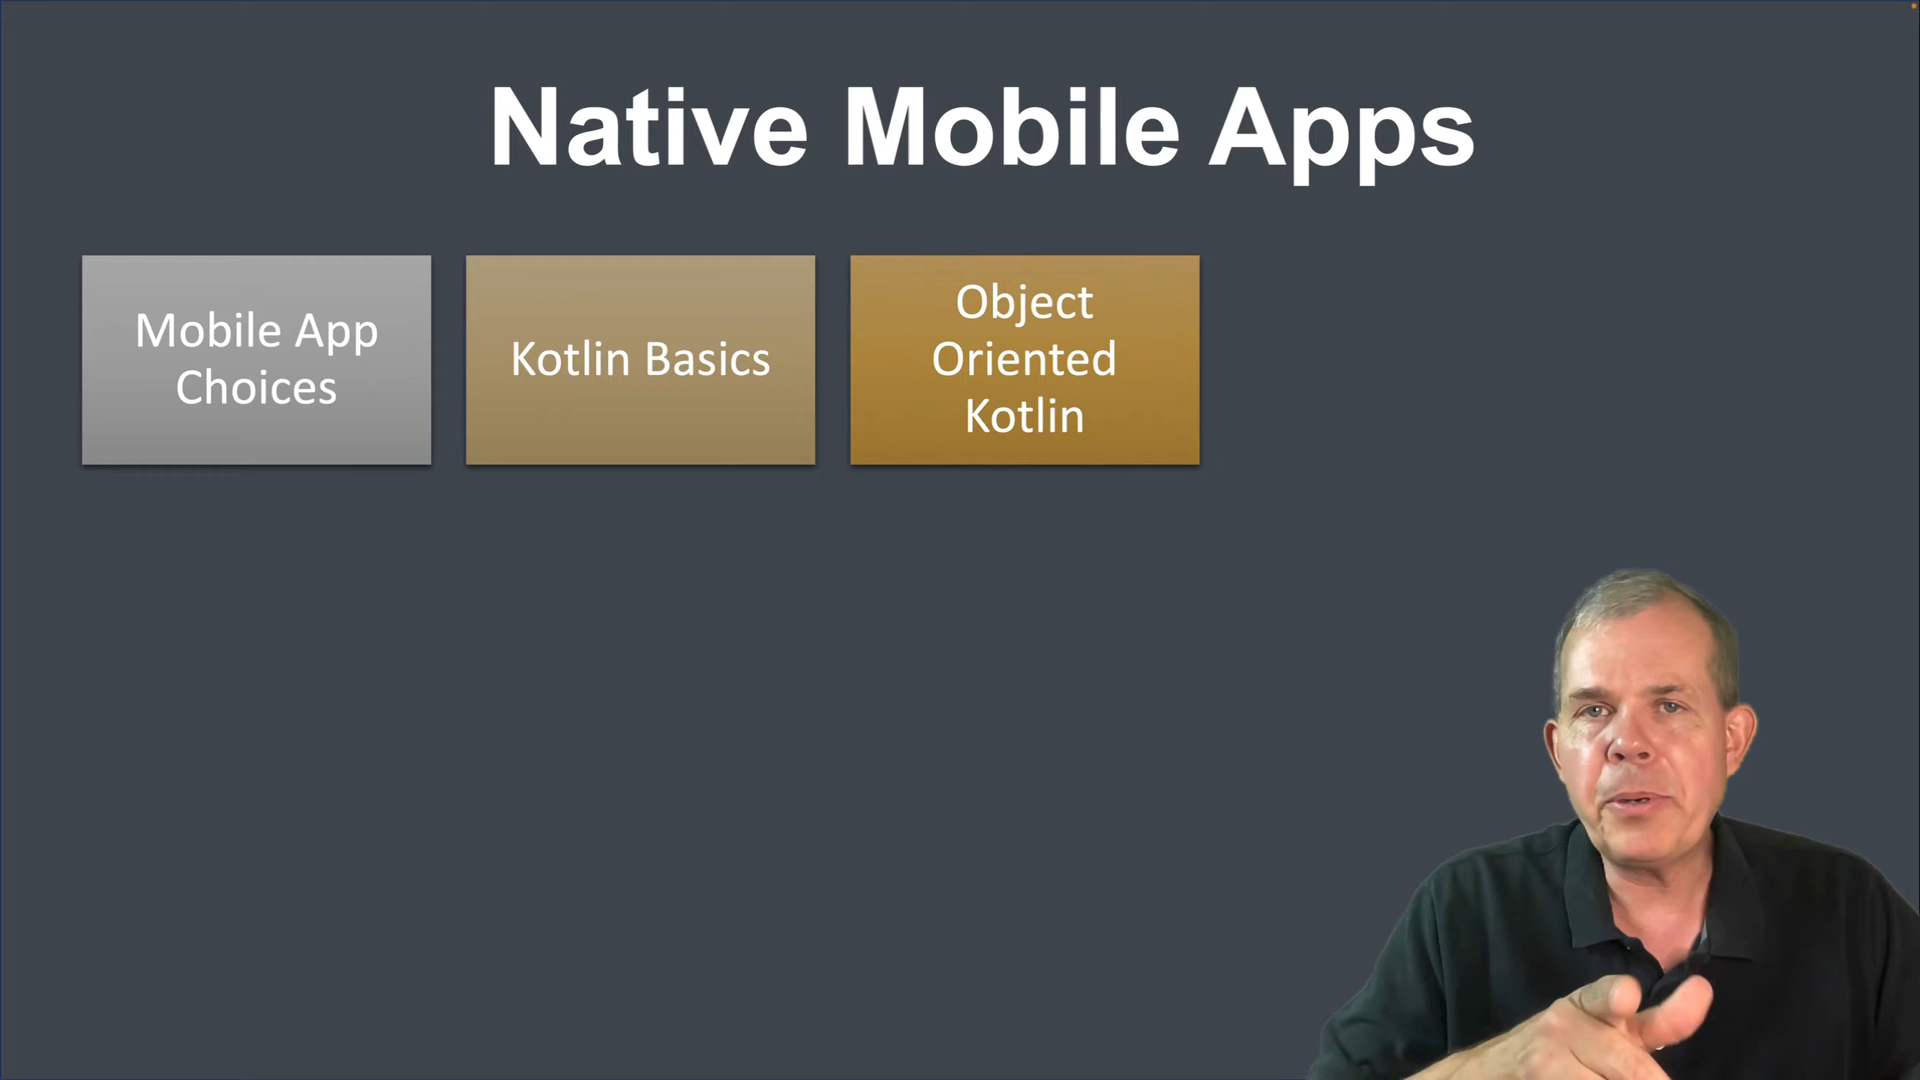 Native Mobile Apps
Mobile App
Choices
Kotlin Basics
Object
Oriented
Kotlin